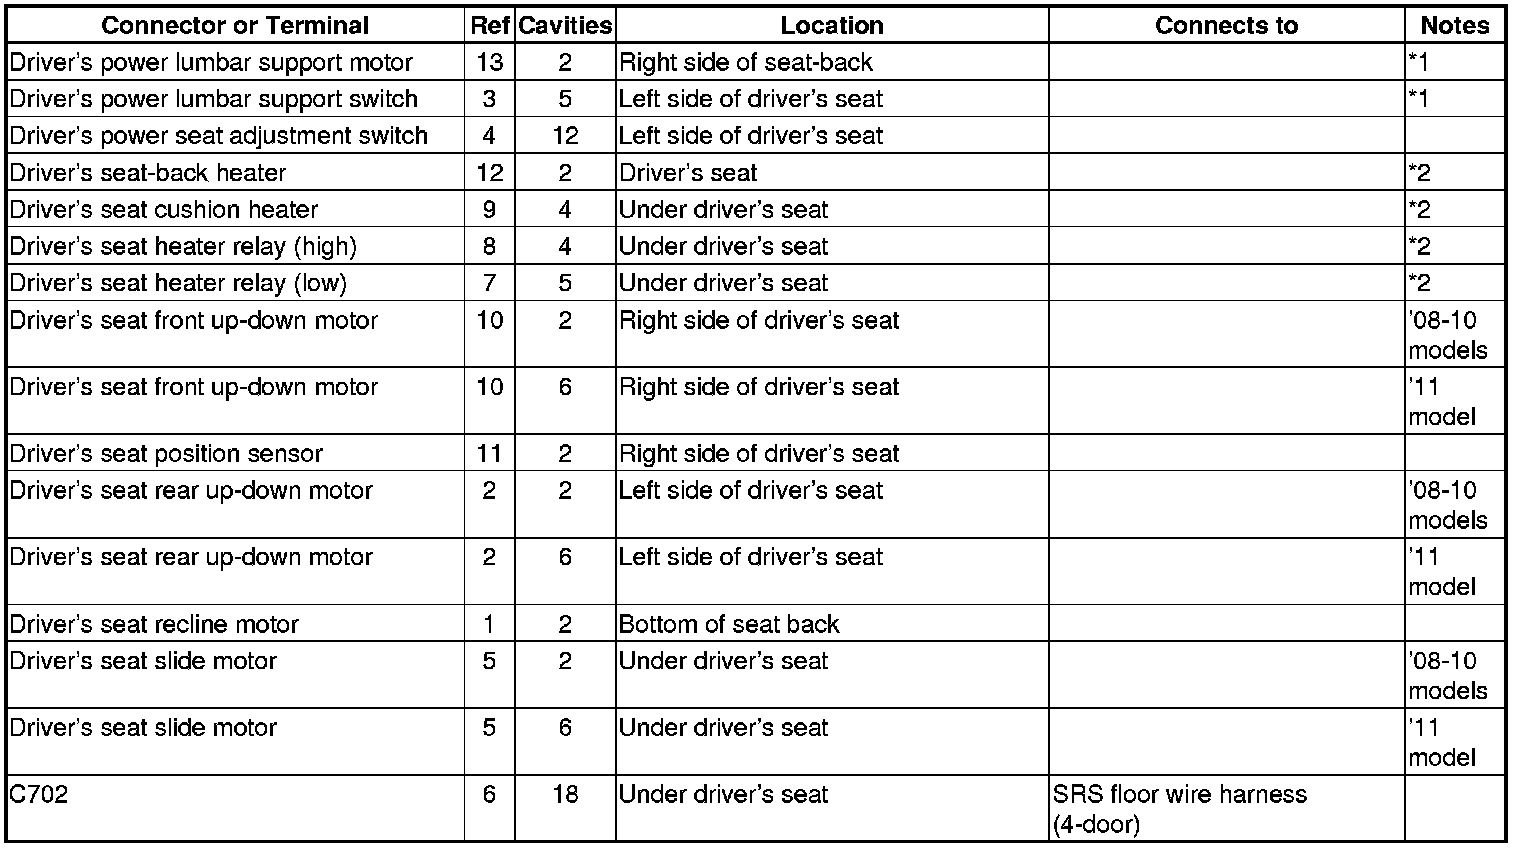 Connector or Terminal Ref Cavities Location Connects to Notes
Driver's power lumbar support motor 13 2 Right side of seat-back *1
Driver's power lumbar support switch 3 5 Left side of driver's seat *1
Driver's power seat adjustment switch 4 12 Left side of driver's seat
Driver's seat-back heater 12 2 Driver's seat *2
Driver's seat cushion heater 9 4 Under driver's seat *2
Driver's seat heater relay (high) 8 4 Under driver's seat *2
Driver's seat heater relay (low) 7 5 Under driver's seat *2
Driver's seat front up-down motor 10 2 Right side of driver's seat '08-10
models
Driver's seat front up-down motor 10 6 Right side of driver's seat '11
model
Driver's seat position sensor 11 2 Right side of driver's seat
Driver's seat rear up-down motor 2 2 Left side of driver's seat '08-10
models
Driver's seat rear up-down motor 2 6 Left side of driver's seat '11
model
Driver's seat recline motor 1 2 Bottom of seat back
Driver's seat slide motor 5 2 Under driver's seat '08-10
models
Driver's seat slide motor 5 6 Under driver's seat '11
model
C702 6 18 Under driver's seat SRS floor wire harness
(4-door)